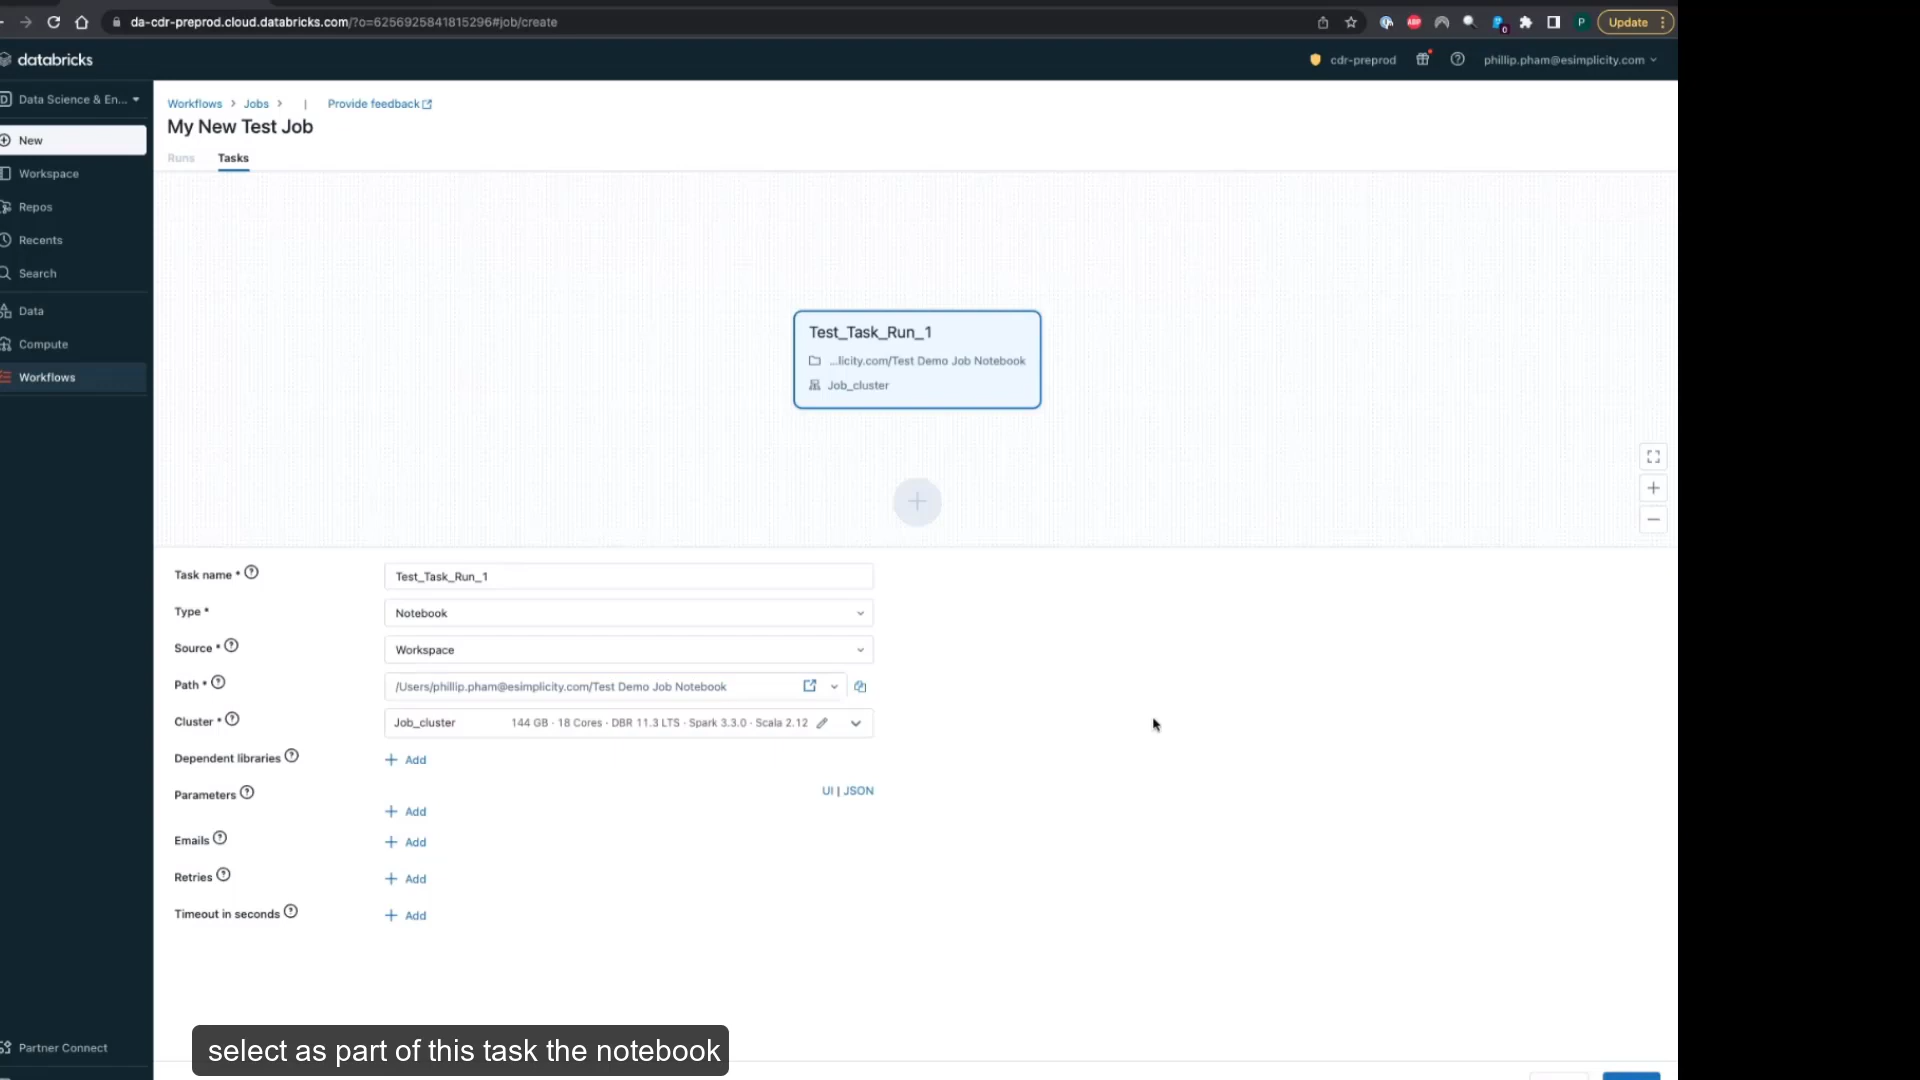 da-cdr-preprod.cloud.databricks.com/?o=6256925841815296#job/create
ABP
0
P
Update
databricks
cdr-preprod
phillip.pham@esimplicity.com
D
Data Science & En...
New
Workspace
Repos
Recents
Search
Data
Compute
Workflows
Partner Connect
Workflows > Jobs > | Provide feedback
My New Test Job
Runs Tasks
Test_Task_Run_1
...licity.com/Test Demo Job Notebook
Job_cluster
Task name * Test_Task_Run_1
Type * Notebook
Source * Workspace
Path * /Users/phillip.pham@esimplicity.com/Test Demo Job Notebook
Cluster * Job_cluster 144 GB · 18 Cores · DBR 11.3 LTS · Spark 3.3.0 · Scala 2.12
Dependent libraries + Add
Parameters UI | JSON
+ Add
Emails + Add
Retries + Add
Timeout in seconds + Add
select as part of this task the notebook